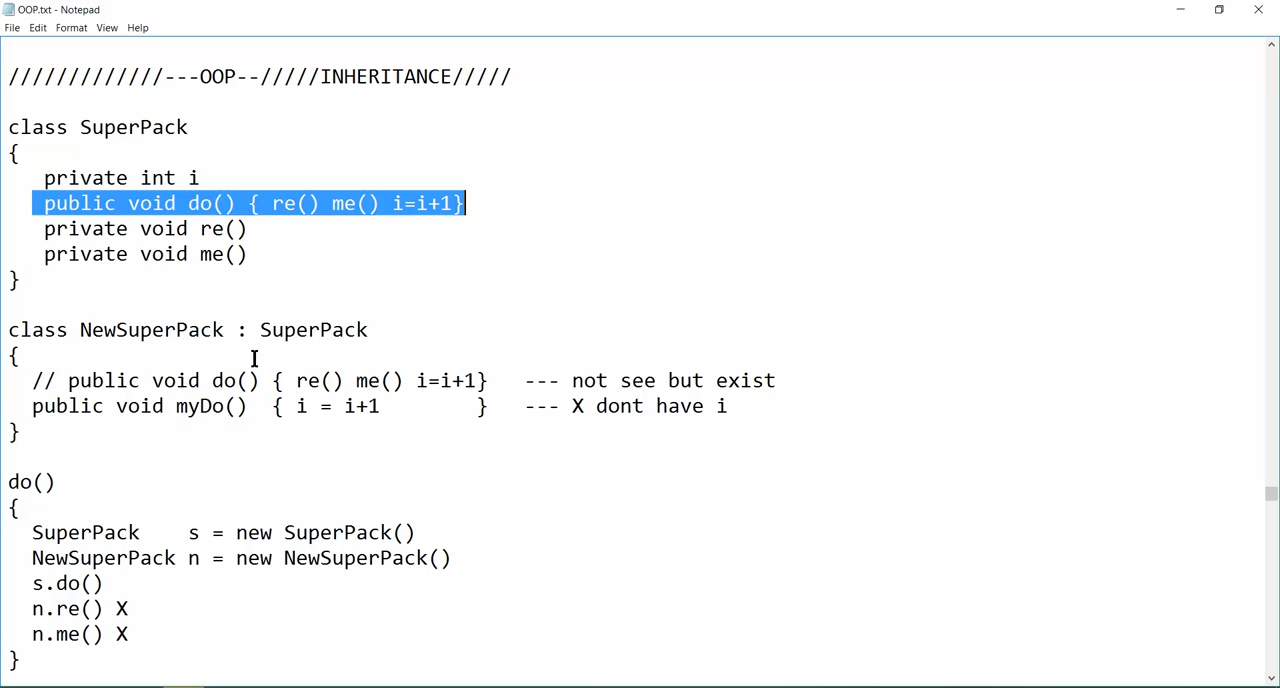 OOP.txt - Notepad
File Edit Format View Help
/////////////---OOP--/////INHERITANCE/////
class SuperPack
{
private int i
public void do() { re() me() i=i+1}
private void re()
private void me()
}
class NewSuperPack : SuperPack
{
// public void do() { re() me() i=i+1} --- not see but exist
public void myDo() { i = i+1 } --- X dont have i
}
do()
{
SuperPack s = new SuperPack()
NewSuperPack n = new NewSuperPack()
s.do()
n.re() X
n.me() X
}